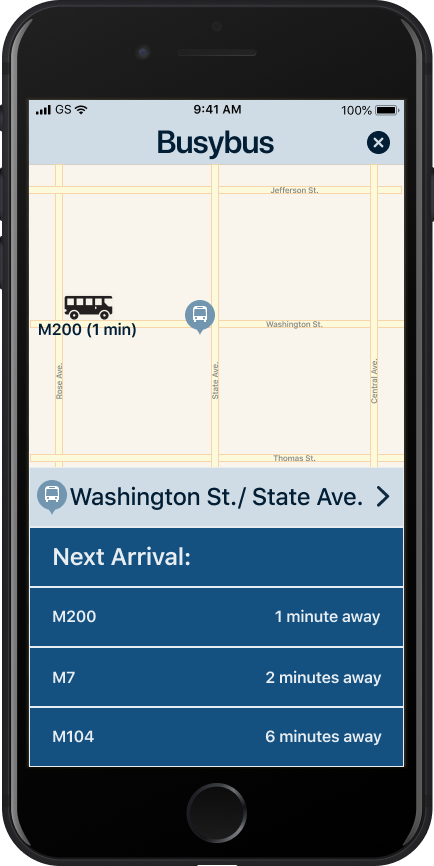 GS 9:41 AM 100%
Busybus
Jefferson St.
M200 (1 min)
Washington St.
Rose Ave.
State Ave.
Central Ave.
Thomas St.
Washington St./ State Ave.
Next Arrival:
M200 1 minute away
M7 2 minutes away
M104 6 minutes away